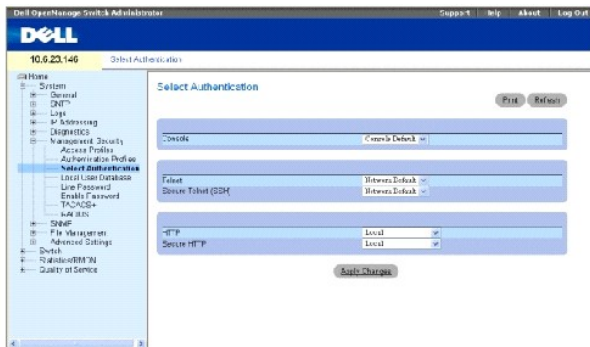 Dell OpenManage Switch Administrator
Support Help About Log Out
DELL
10.6.23.146
Select Authentication
Home
System
General
SNTP
Logs
IP Addressing
Diagnostics
Management Security
Access Profiles
Authentication Profiles
Select Authentication
Local User Database
Line Password
Enable Password
TACACS+
RADIUS
SNMP
File Management
Advanced Settings
Switch
Statistics/RMON
Quality of Service
Select Authentication
Print Refresh
Console Console Default
Telnet Network Default
Secure Telnet (SSH) Network Default
HTTP Local
Secure HTTP Local
Apply Changes